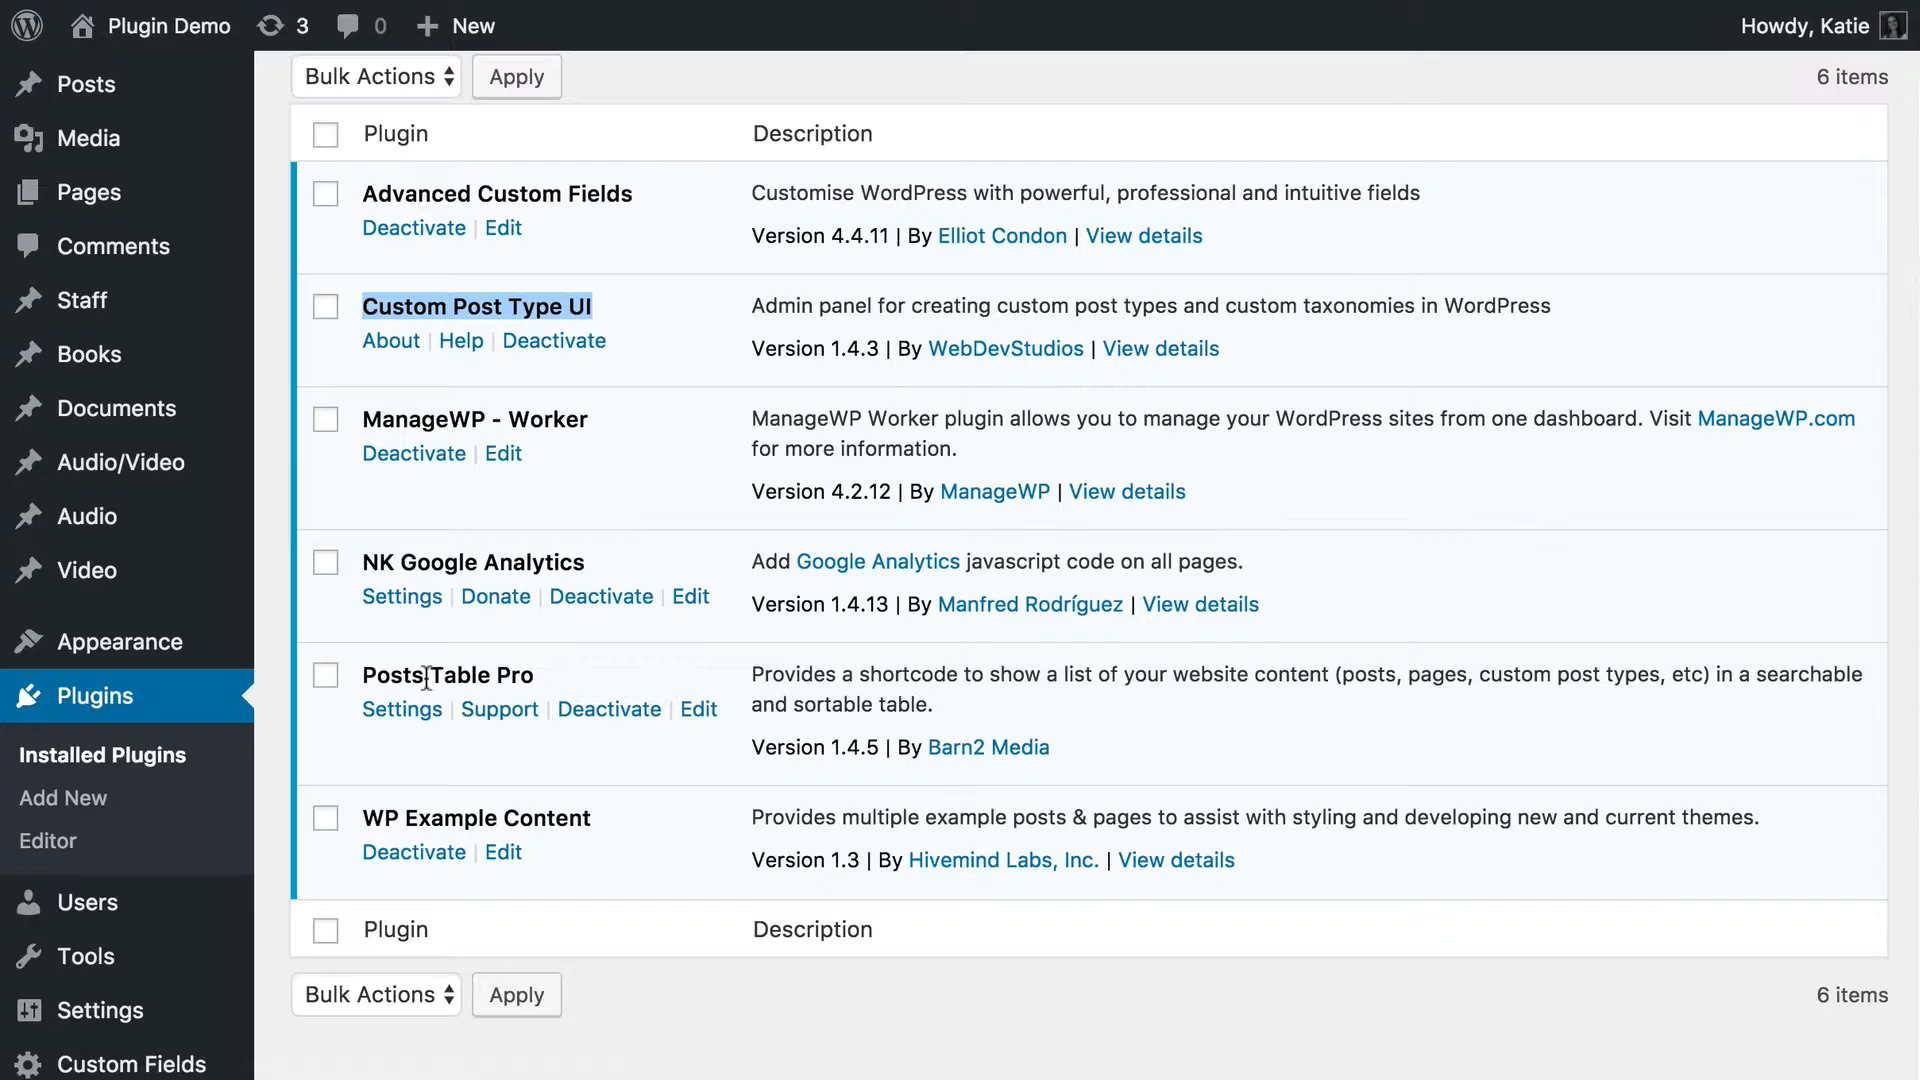 Plugin Demo 3 0 New Howdy, Katie
Posts
Media
Pages
Comments
Staff
Books
Documents
Audio/Video
Audio
Video
Appearance
Plugins
Installed Plugins
Add New
Editor
Users
Tools
Settings
Custom Fields
Bulk Actions Apply 6 items
Plugin Description
Advanced Custom Fields
Deactivate | Edit
Customise WordPress with powerful, professional and intuitive fields
Version 4.4.11 | By Elliot Condon | View details
Custom Post Type UI
About | Help | Deactivate
Admin panel for creating custom post types and custom taxonomies in WordPress
Version 1.4.3 | By WebDevStudios | View details
ManageWP - Worker
Deactivate | Edit
ManageWP Worker plugin allows you to manage your WordPress sites from one dashboard. Visit ManageWP.com
for more information.
Version 4.2.12 | By ManageWP | View details
NK Google Analytics
Settings | Donate | Deactivate | Edit
Add Google Analytics javascript code on all pages.
Version 1.4.13 | By Manfred Rodríguez | View details
Posts Table Pro
Settings | Support | Deactivate | Edit
Provides a shortcode to show a list of your website content (posts, pages, custom post types, etc) in a searchable
and sortable table.
Version 1.4.5 | By Barn2 Media
WP Example Content
Deactivate | Edit
Provides multiple example posts & pages to assist with styling and developing new and current themes.
Version 1.3 | By Hivemind Labs, Inc. | View details
Plugin Description
Bulk Actions Apply 6 items